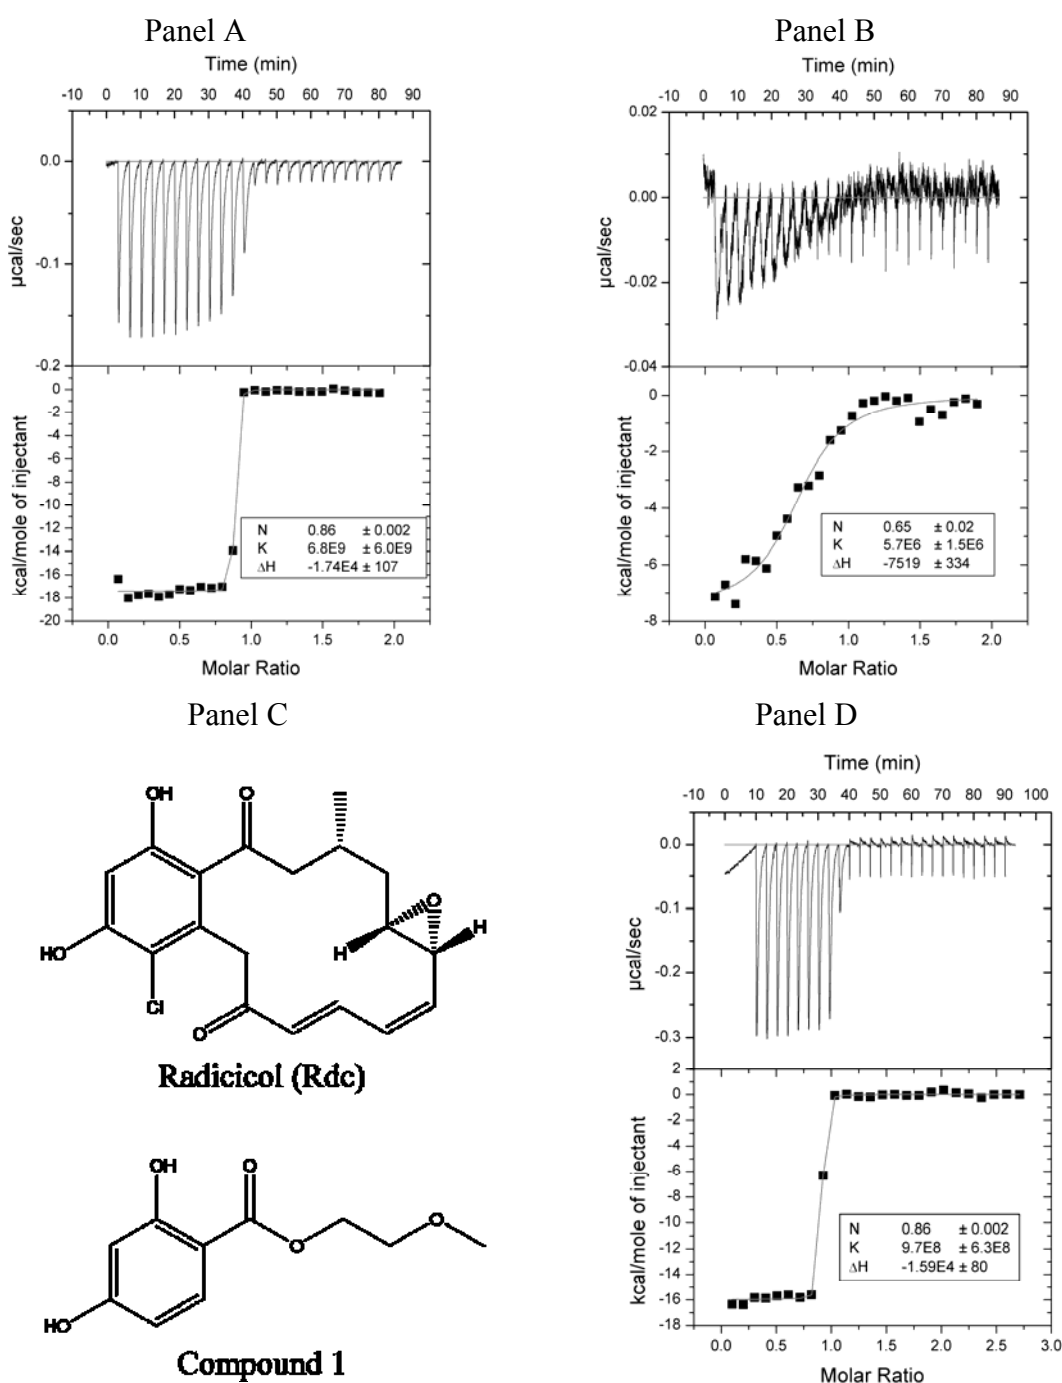 Panel A
Time (min)
-10 0 10 20 30 40 50 60 70 80 90
0.0
-0.1
-0.2
µcal/sec
0
-2
-4
-6
-8
-10
-12
-14
-16
-18
-20
kcal/mole of injectant
N 0.86 ± 0.002
K 6.8E9 ± 6.0E9
ΔH -1.74E4 ± 107
0.0 0.5 1.0 1.5 2.0
Molar Ratio
Panel B
Time (min)
-10 0 10 20 30 40 50 60 70 80 90
0.02
0.00
-0.02
-0.04
µcal/sec
0
-2
-4
-6
-8
kcal/mole of injectant
N 0.65 ± 0.02
K 5.7E6 ± 1.5E6
ΔH -7519 ± 334
0.0 0.5 1.0 1.5 2.0
Molar Ratio
Panel C
OH O
O
H H
HO
Cl
O
Radicicol (Rdc)
OH O
O
O
HO
Compound 1
Panel D
Time (min)
-10 0 10 20 30 40 50 60 70 80 90 100
0.0
-0.1
-0.2
-0.3
µcal/sec
2
0
-2
-4
-6
-8
-10
-12
-14
-16
-18
kcal/mole of injectant
N 0.86 ± 0.002
K 9.7E8 ± 6.3E8
ΔH -1.59E4 ± 80
0.0 0.5 1.0 1.5 2.0 2.5 3.0
Molar Ratio